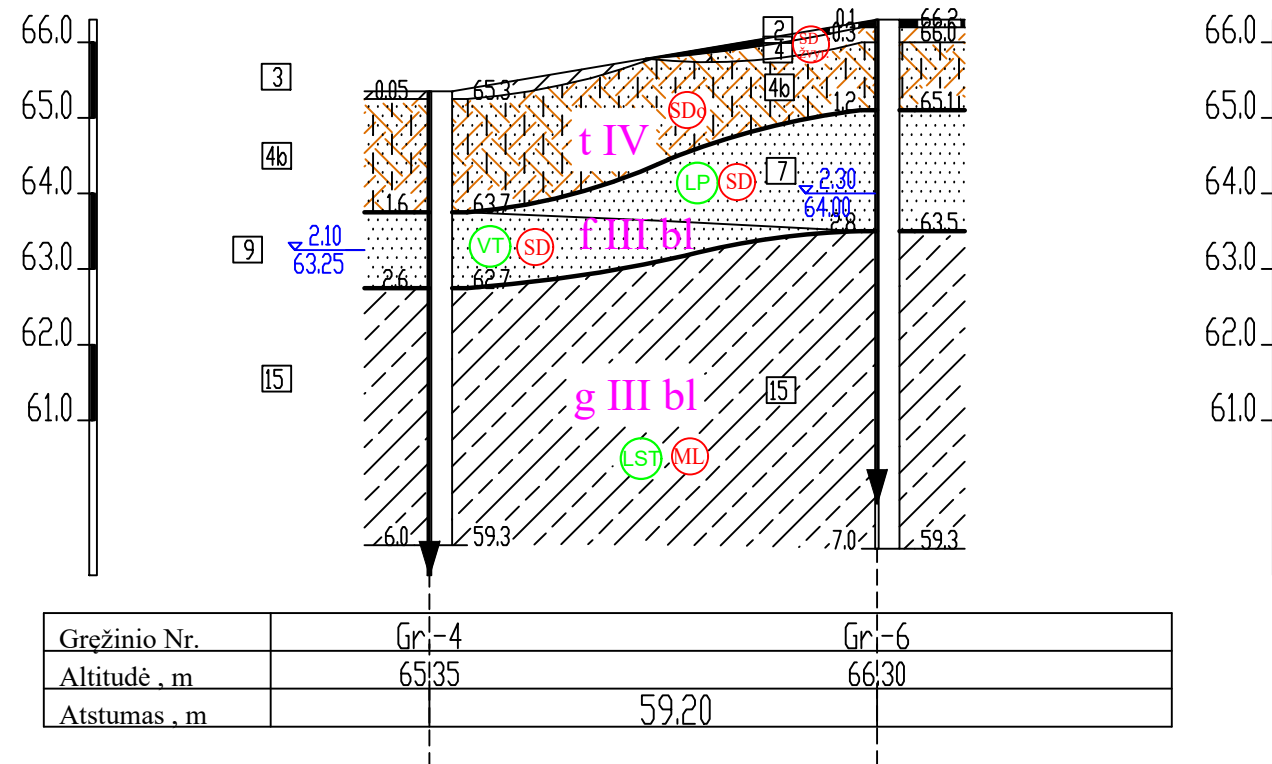 66.0
65.0
64.0
63.0
62.0
61.0
3
4b
9
15
2.10
63.25
0.05 65.3
1.6 63.7
2.6 62.7
6.0 59.3
t IV
f III bl
g III bl
SDo
LP SD
VT SD
LST ML
2
4
SD
4b
7
15
2.30
64.00
0.1 66.2
0.3 66.0
1.2 65.1
2.8 63.5
7.0 59.3
66.0
65.0
64.0
63.0
62.0
61.0
Gręžinio Nr. Gr.-4 Gr.-6
Altitudė , m 65.35 66.30
Atstumas , m 59.20